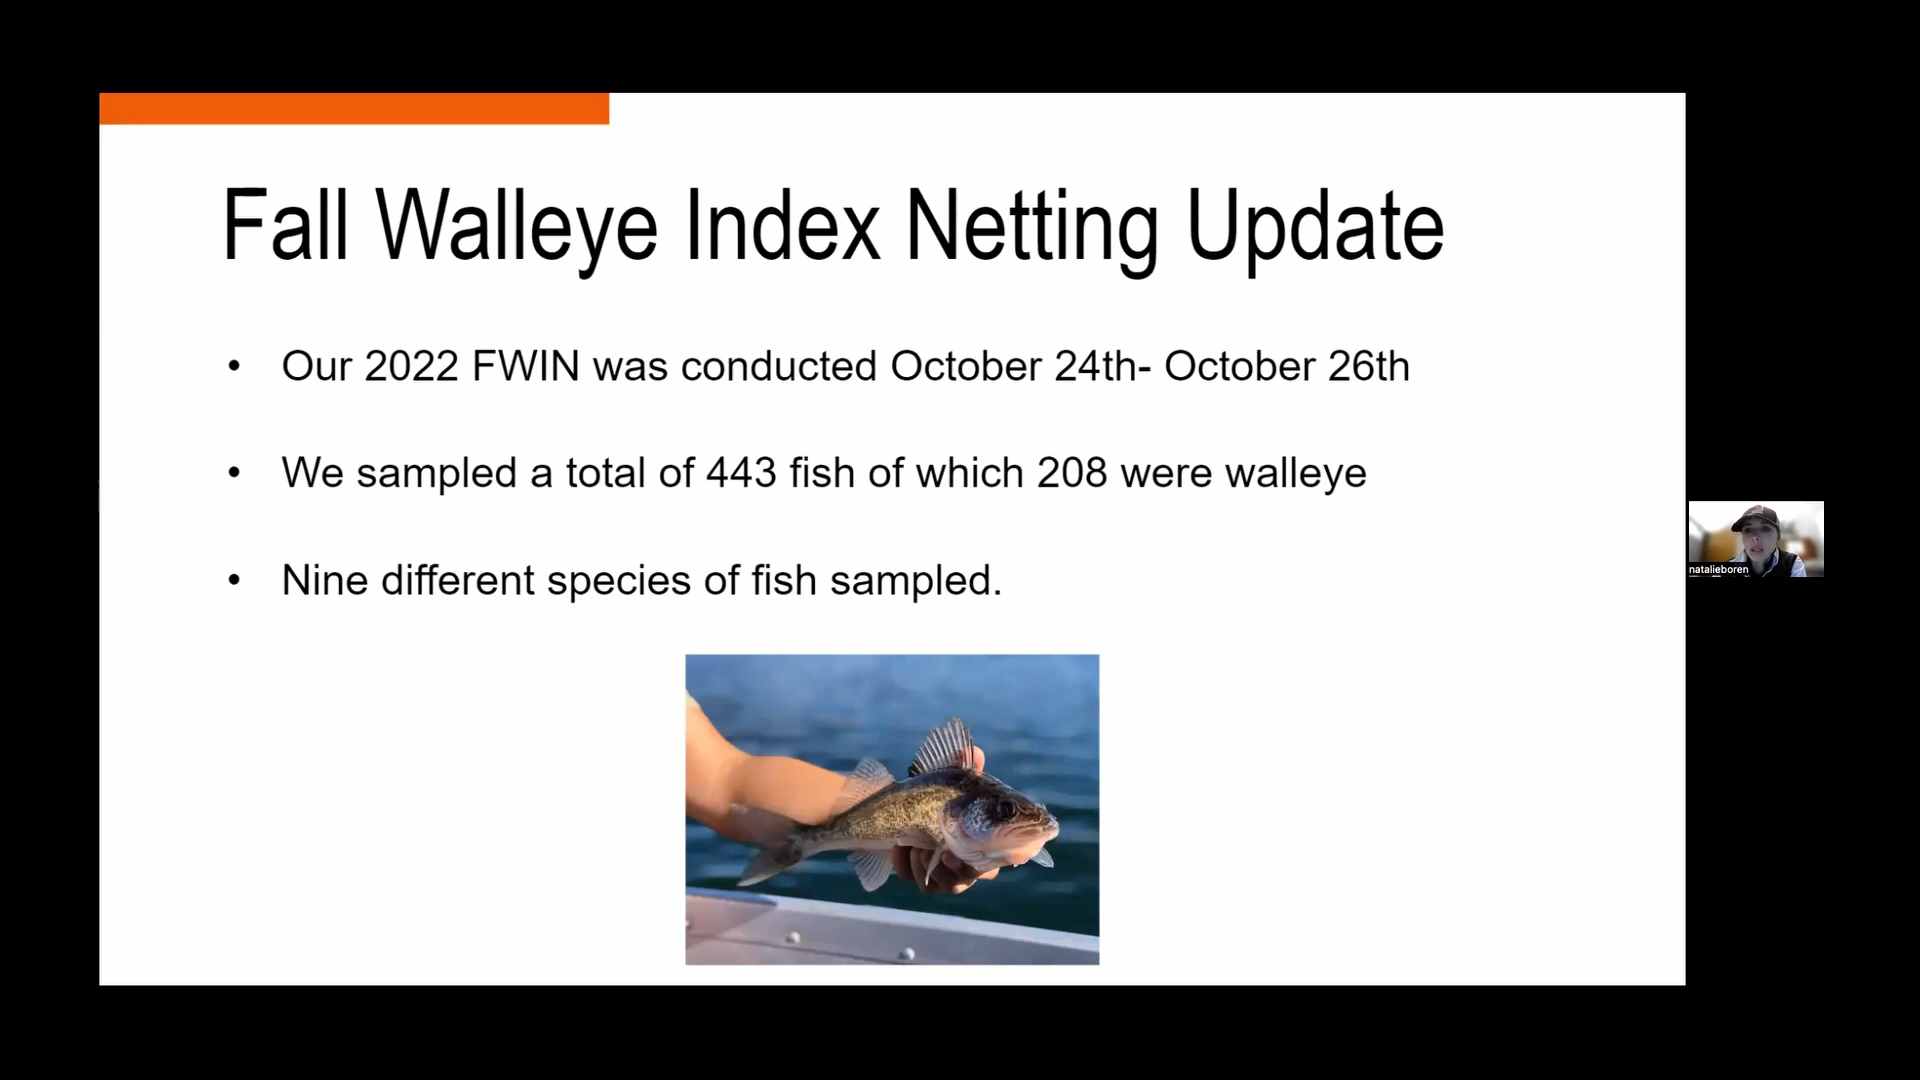 Fall Walleye Index Netting Update
• Our 2022 FWIN was conducted October 24th- October 26th
• We sampled a total of 443 fish of which 208 were walleye
• Nine different species of fish sampled.
natalieboren